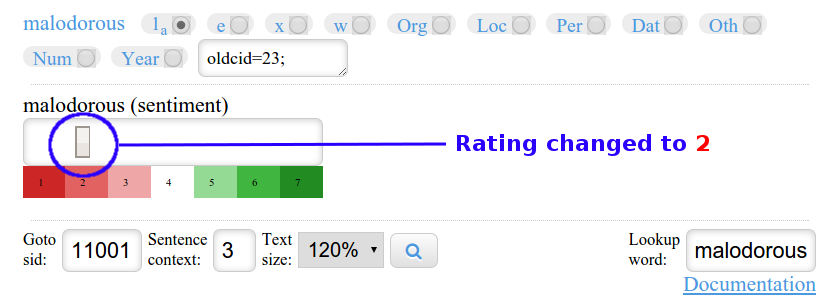 malodorous 1a e x w Org Loc Per Dat Oth
Num Year oldcid=23;
malodorous (sentiment)
Rating changed to 2
1 2 3 4 5 6 7
Goto sid: 11001 Sentence context: 3 Text size: 120% Lookup word: malodorous
Documentation